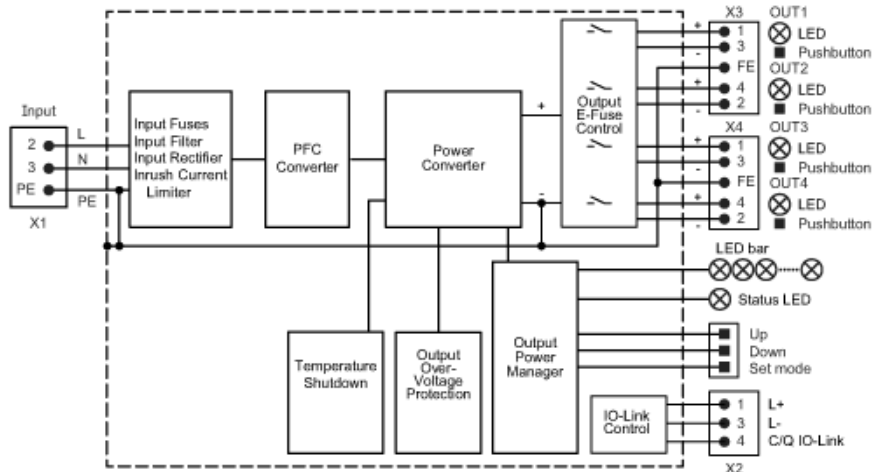 Input
2
L
3
N
PE
PE
X1
Input Fuses
Input Filter
Input Rectifier
Inrush Current
Limiter
PFC
Converter
Power
Converter
+
-
Output
E-Fuse
Control
Temperature
Shutdown
Output
Over-
Voltage
Protection
Output
Power
Manager
X3
OUT1
+
1
LED
-
3
Pushbutton
FE
OUT2
+
4
LED
-
2
Pushbutton
X4
OUT3
+
1
LED
-
3
Pushbutton
FE
OUT4
+
4
LED
-
2
Pushbutton
LED bar
Status LED
Up
Down
Set mode
IO-Link
Control
1
L+
3
L-
4
C/Q IO-Link
X2